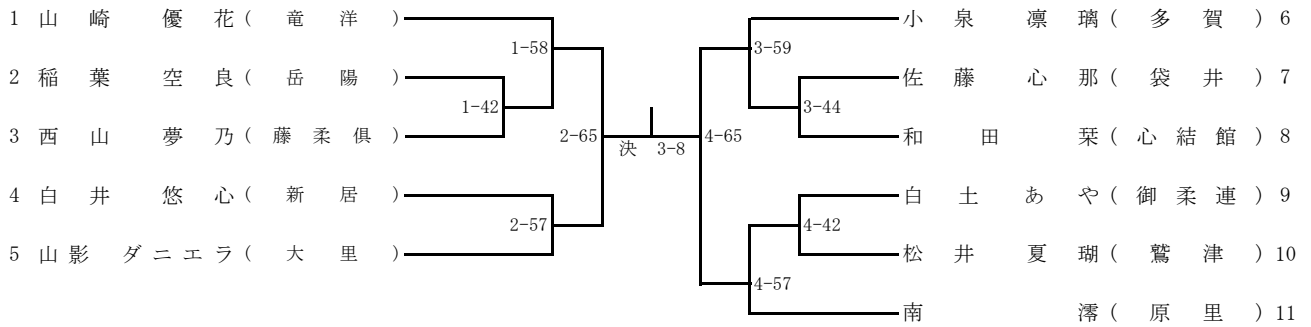 1 山崎 優花 ( 竜洋 )
小泉 凛璃 ( 多賀 ) 6
1-58
3-59
2 稲葉 空良 ( 岳陽 )
佐藤心那 ( 袋井 ) 7
1-42
3-44
3 西山 夢乃 ( 藤柔倶 )
2-65
決 3-8
4-65
和田 栞 ( 心結館 ) 8
4 白井 悠心 ( 新居 )
白土あや ( 御柔連 ) 9
2-57
4-42
5 山影 ダニエラ ( 大里 )
松井 夏瑚 ( 鷲津 ) 10
4-57
南 澪 ( 原里 ) 11